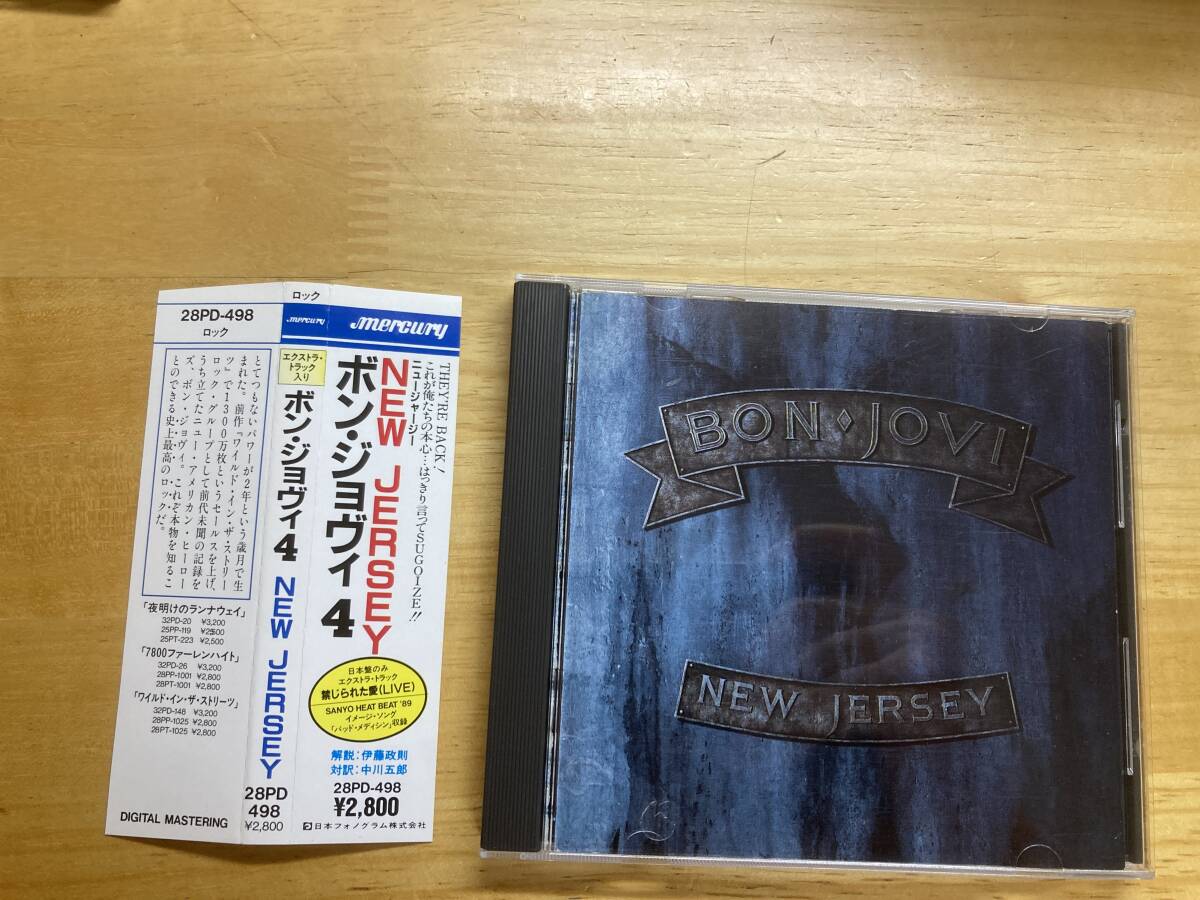 28PD-498
ロック
とてつもないパワーが2年という歳月で生
まれた。前作『ワイルド・イン・ザ・ストリー
ツ』で1300万枚というセールスを上げ、
ロック・グループとして前代未聞の記録を
うち立てたニュー・アメリカン・ヒーロー
ズ、ボン・ジョヴィ。これぞ本物を知るこ
とのできる史上最高のロックだ。
「夜明けのランナウェイ」
32PD-20 ¥3,200
25PP-119 ¥2,500
25PT-223 ¥2,500
「7800ファーレンハイト」
32PD-26 ¥3,200
28PP-1001 ¥2,800
28PT-1001 ¥2,800
「ワイルド・イン・ザ・ストリーツ」
32PD-148 ¥3,200
28PP-1025 ¥2,800
28PT-1025 ¥2,800
DIGITAL MASTERING
ロック
mercury
エクストラ・
トラック
入り
ボン・ジョヴィ4 NEW JERSEY
28PD
498
¥2,800
mercury
THEY'RE BACK!
これが俺たちの本心…はっきり言ってSUGOIZE!!
ニュージャージー
NEW JERSEY
ボン・ジョヴィ 4
日本盤のみ
エクストラ・トラック
禁じられた愛(LIVE)
SANYO HEAT BEAT '89
イメージ・ソング
「バッド・メディシン」収録
解説:伊藤政則
対訳:中川五郎
28PD-498
¥2,800
日本フォノグラム株式会社
BON JOVI
NEW JERSEY